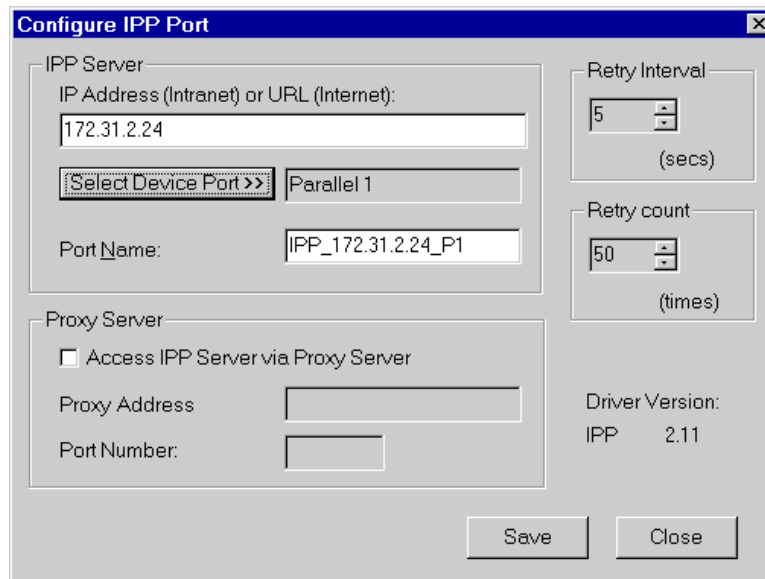 Configure IPP Port
IPP Server
IP Address (Intranet) or URL (Internet):
172.31.2.24
Select Device Port >>
Parallel 1
Port Name:
IPP_172.31.2.24_P1
Retry Interval
5
(secs)
Retry count
50
(times)
Proxy Server
Access IPP Server via Proxy Server
Proxy Address
Port Number:
Driver Version:
IPP 2.11
Save
Close